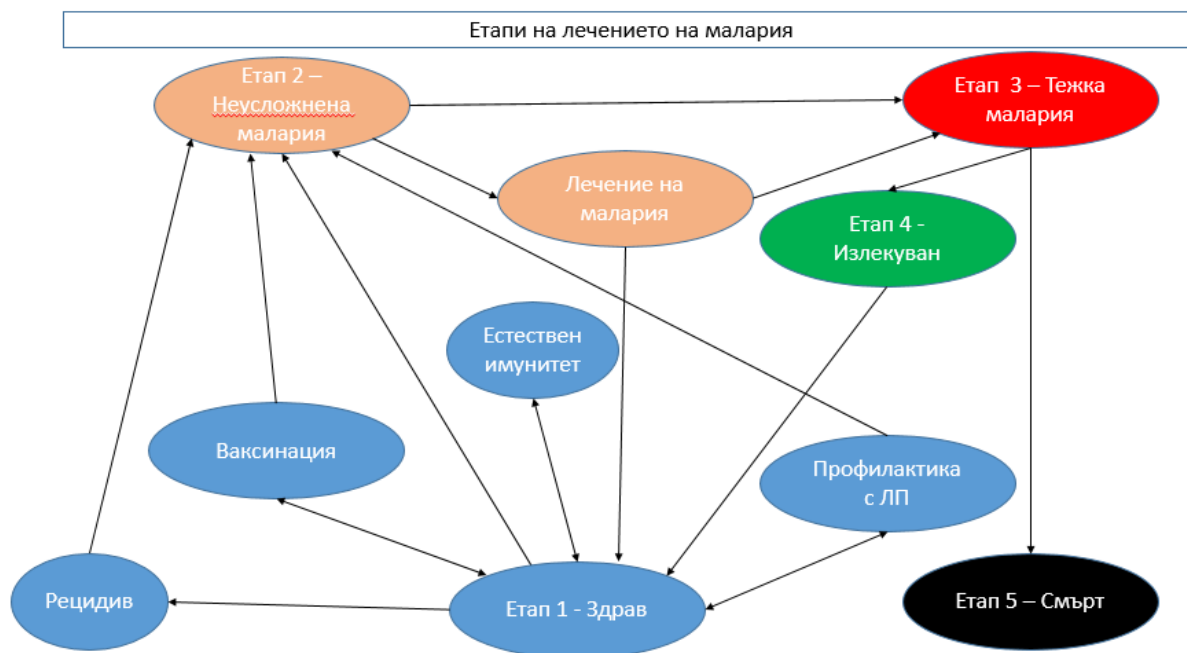 Етапи на лечението на малария
Етап 2 –
Неусложнена
малария
Етап 3 – Тежка
малария
Лечение на
малария
Етап 4 -
Излекуван
Естествен
имунитет
Ваксинация
Профилактика
с ЛП
Рецидив
Етап 1 - Здрав
Етап 5 – Смърт